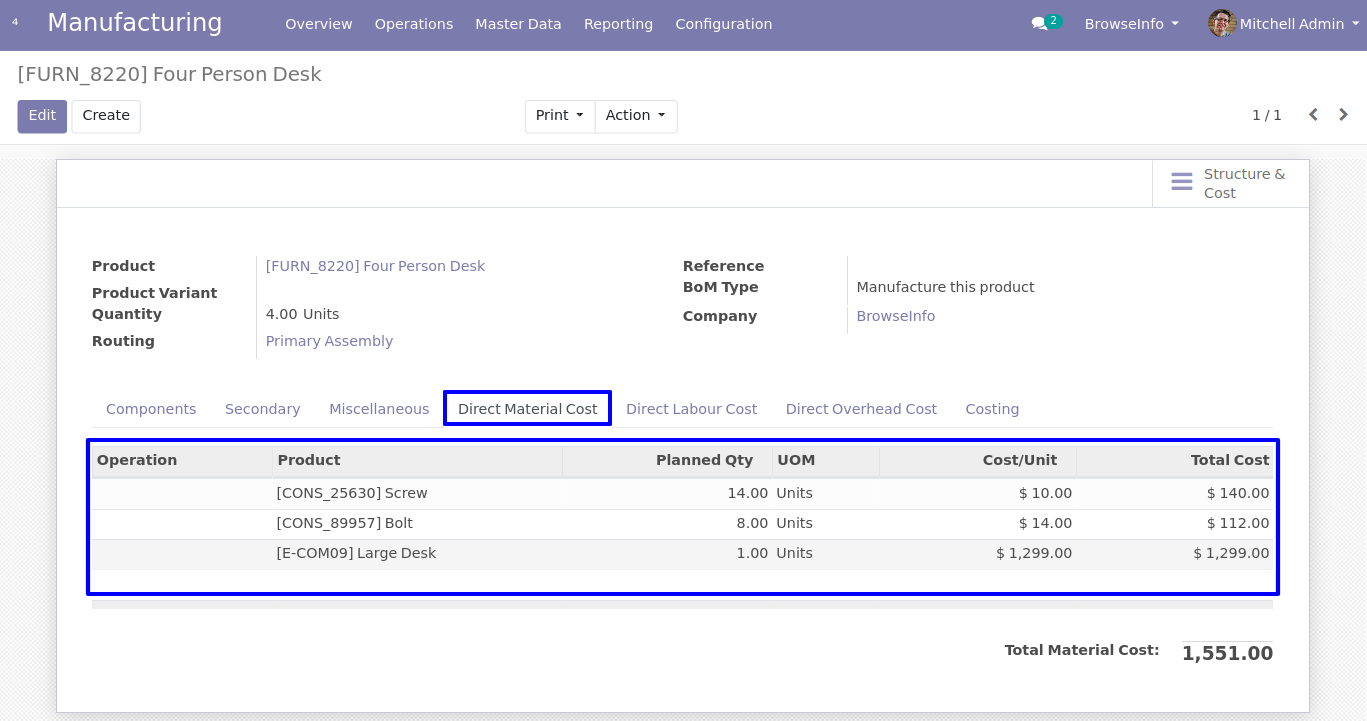 4 Manufacturing Overview Operations Master Data Reporting Configuration 2 BrowseInfo Mitchell Admin
[FURN_8220] Four Person Desk
Edit Create Print Action 1 / 1
Structure &
Cost
Product [FURN_8220] Four Person Desk Reference
Product Variant BoM Type Manufacture this product
Quantity 4.00 Units Company BrowseInfo
Routing Primary Assembly
Components Secondary Miscellaneous Direct Material Cost Direct Labour Cost Direct Overhead Cost Costing
Operation Product Planned Qty UOM Cost/Unit Total Cost
[CONS_25630] Screw 14.00 Units $ 10.00 $ 140.00
[CONS_89957] Bolt 8.00 Units $ 14.00 $ 112.00
[E-COM09] Large Desk 1.00 Units $ 1,299.00 $ 1,299.00
Total Material Cost: 1,551.00